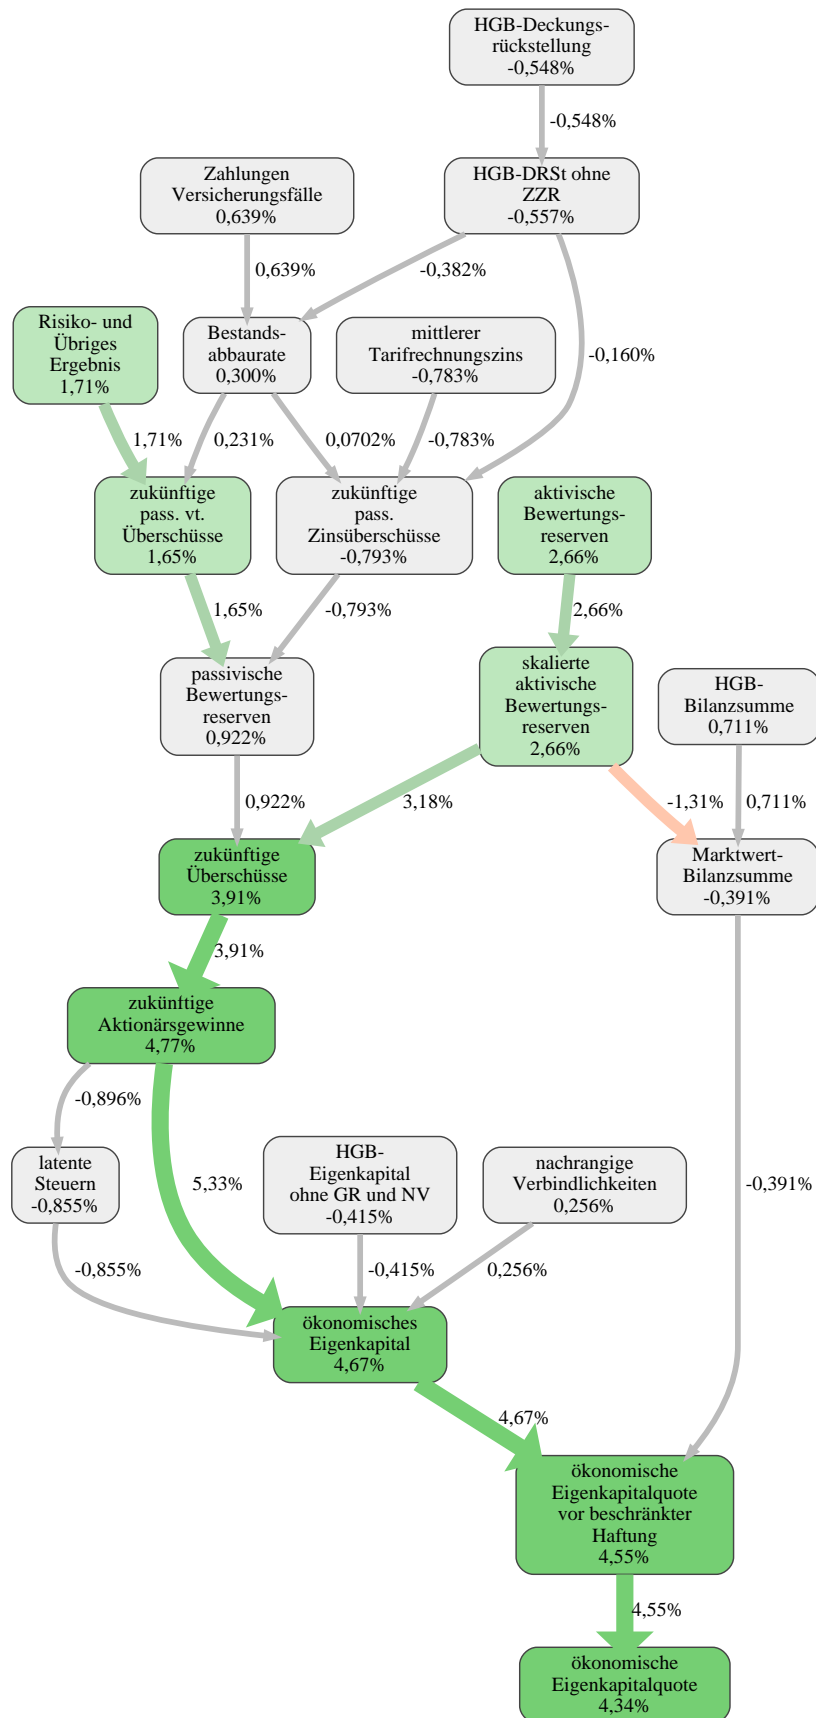 HGB-Deckungs-
rückstellung
-0,548%
-0,548%
Zahlungen
Versicherungsfälle
0,639%
HGB-DRSt ohne
ZZR
-0,557%
0,639%
-0,382%
-0,160%
Risiko- und
Übriges
Ergebnis
1,71%
Bestands-
abbaurate
0,300%
mittlerer
Tarifrechnungszins
-0,783%
1,71%
0,231%
0,0702%
-0,783%
zukünftige
pass. vt.
Überschüsse
1,65%
zukünftige
pass.
Zinsüberschüsse
-0,793%
aktivische
Bewertungs-
reserven
2,66%
1,65%
-0,793%
2,66%
passivische
Bewertungs-
reserven
0,922%
skalierte
aktivische
Bewertungs-
reserven
2,66%
HGB-
Bilanzsumme
0,711%
0,922%
3,18%
-1,31%
0,711%
zukünftige
Überschüsse
3,91%
Marktwert-
Bilanzsumme
-0,391%
3,91%
zukünftige
Aktionärsgewinne
4,77%
-0,896%
5,33%
latente
Steuern
-0,855%
HGB-
Eigenkapital
ohne GR und NV
-0,415%
nachrangige
Verbindlichkeiten
0,256%
-0,391%
-0,855%
-0,415%
0,256%
ökonomisches
Eigenkapital
4,67%
4,67%
ökonomische
Eigenkapitalquote
vor beschränkter
Haftung
4,55%
4,55%
ökonomische
Eigenkapitalquote
4,34%